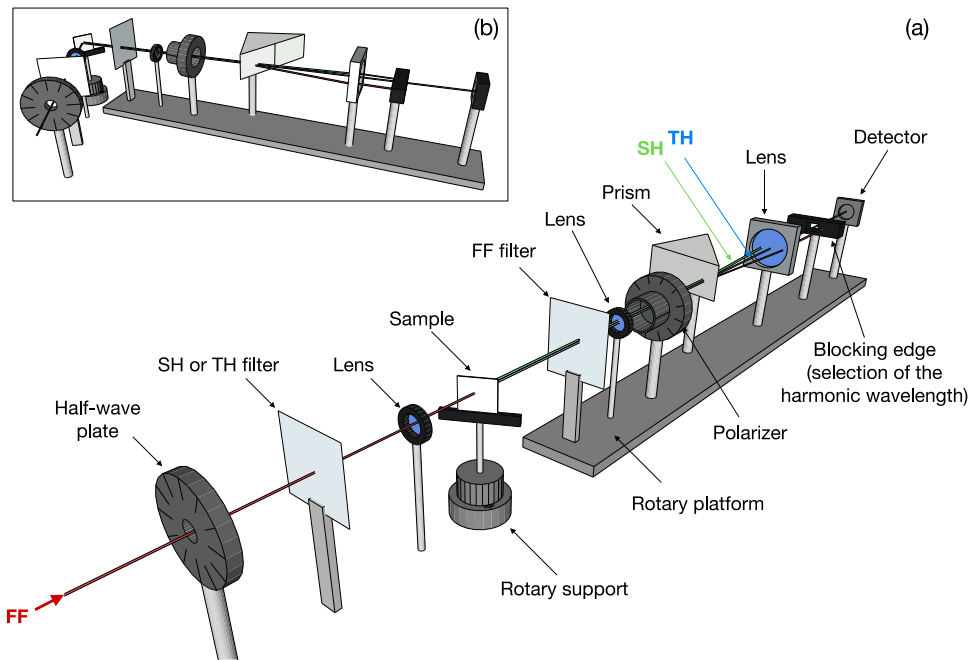 (b)
(a)
SH TH
Detector
Lens
Prism
Lens
FF filter
Sample
SH or TH filter
Lens
Half-wave
plate
Blocking edge
(selection of the
harmonic wavelength)
Polarizer
Rotary platform
Rotary support
FF